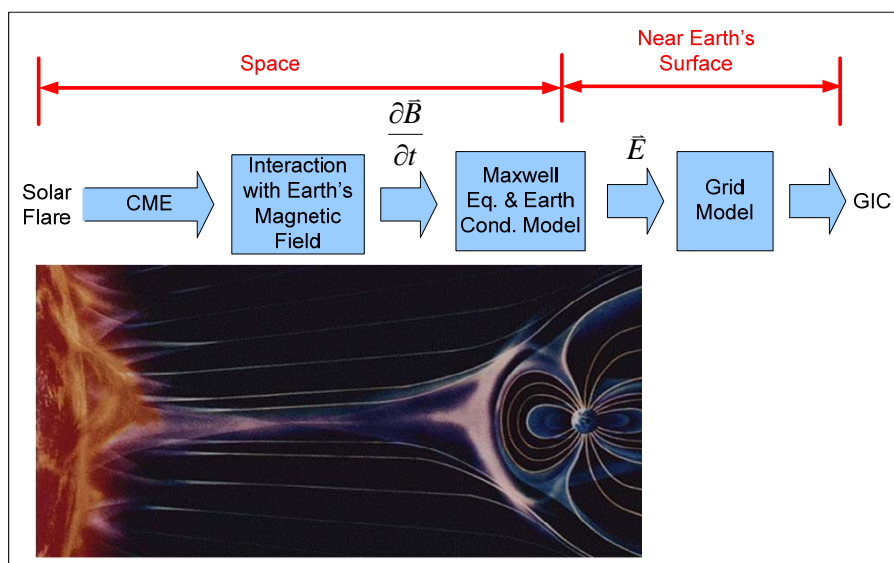 Space
Near Earth's
Surface
∂B⃗
∂t
E⃗
Solar
Flare
CME
Interaction
with Earth's
Magnetic
Field
Maxwell
Eq. & Earth
Cond. Model
Grid
Model
GIC